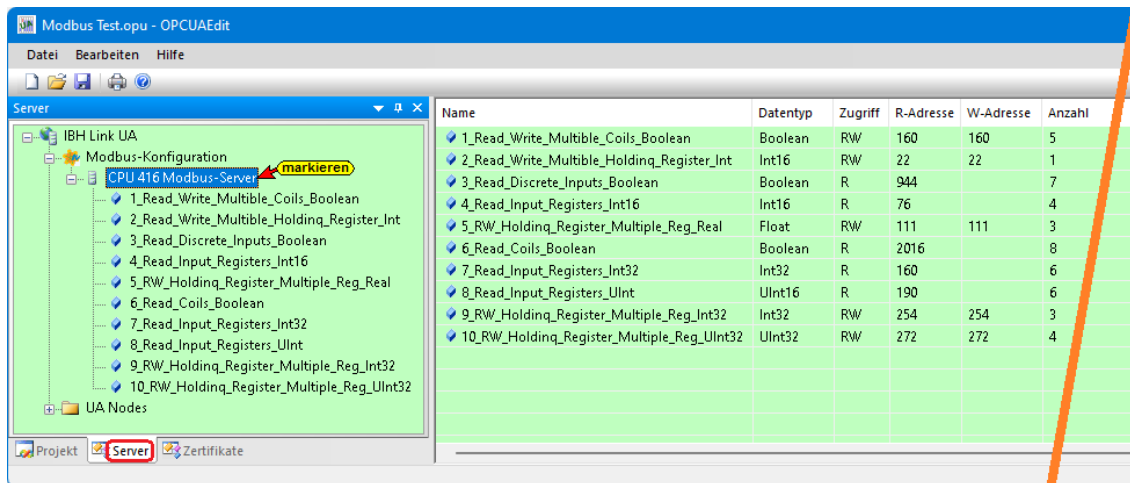 Modbus Test.opu - OPCUAEdit
Datei Bearbeiten Hilfe
Server
IBH Link UA
Modbus-Konfiguration
CPU 416 Modbus-Server markieren
1_Read_Write_Multible_Coils_Boolean
2_Read_Write_Multible_Holding_Register_Int
3_Read_Discrete_Inputs_Boolean
4_Read_Input_Registers_Int16
5_RW_Holding_Register_Multiple_Reg_Real
6_Read_Coils_Boolean
7_Read_Input_Registers_Int32
8_Read_Input_Registers_UInt
9_RW_Holding_Register_Multiple_Reg_Int32
10_RW_Holding_Register_Multiple_Reg_UInt32
UA Nodes
Projekt Server Zertifikate
Name Datentyp Zugriff R-Adresse W-Adresse Anzahl
1_Read_Write_Multible_Coils_Boolean Boolean RW 160 160 5
2_Read_Write_Multible_Holding_Register_Int Int16 RW 22 22 1
3_Read_Discrete_Inputs_Boolean Boolean R 944 7
4_Read_Input_Registers_Int16 Int16 R 76 4
5_RW_Holding_Register_Multiple_Reg_Real Float RW 111 111 3
6_Read_Coils_Boolean Boolean R 2016 8
7_Read_Input_Registers_Int32 Int32 R 160 6
8_Read_Input_Registers_UInt UInt16 R 190 6
9_RW_Holding_Register_Multiple_Reg_Int32 Int32 RW 254 254 3
10_RW_Holding_Register_Multiple_Reg_UInt32 UInt32 RW 272 272 4